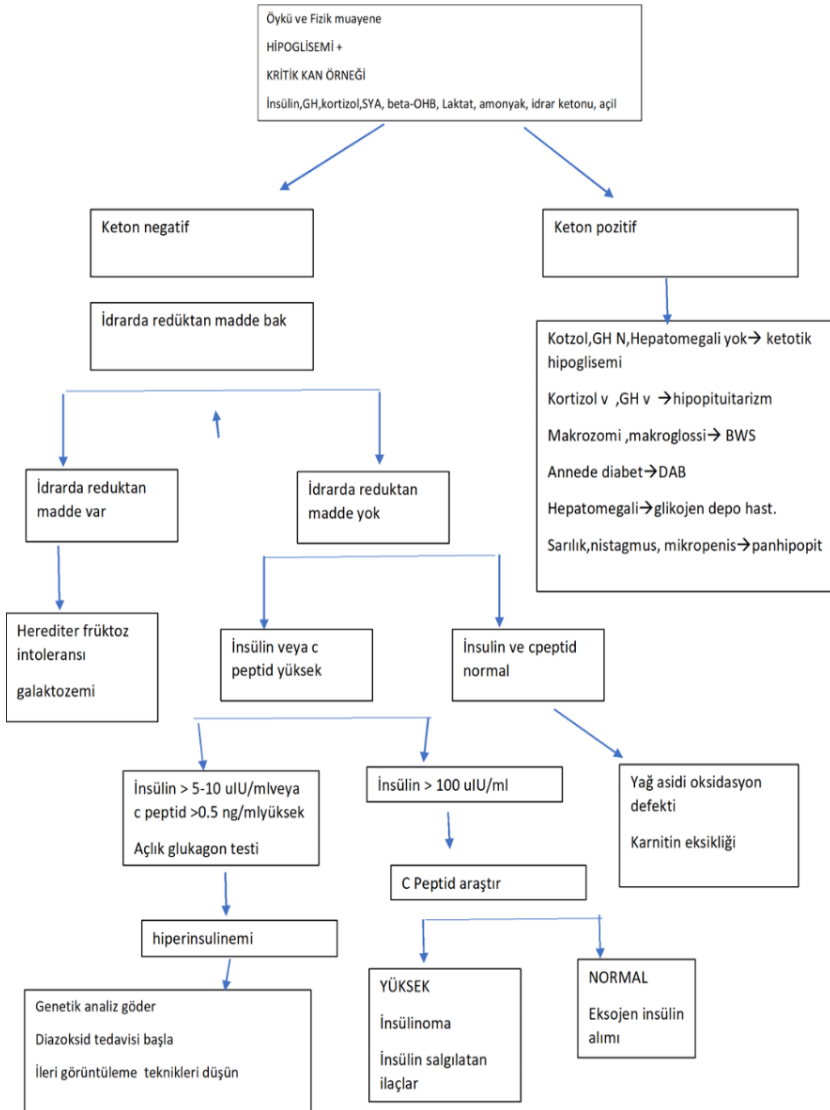 Öykü ve Fizik muayene
HİPOGLİSEMİ +
KRİTİK KAN ÖRNEĞİ
İnsülin,GH,kortizol,SYA, beta-OHB, Laktat, amonyak, idrar ketonu, açil
Keton negatif
Keton pozitif
İdrarda redüktan madde bak
Kotzol,GH N,Hepatomegali yok→ ketotik
hipoglisemi
Kortizol v ,GH v →hipopituitarizm
Makrozomi ,makroglossi→ BWS
Annede diabet→DAB
Hepatomegali→glikojen depo hast.
Sarılık,nistagmus, mikropenis→panhipopit
İdrarda reduktan
madde var
İdrarda reduktan
madde yok
Herediter früktoz
intoleransı
galaktozemi
İnsülin veya c
peptid yüksek
İnsulin ve cpeptid
normal
İnsülin > 5-10 uIU/mlveya
c peptid >0.5 ng/mlyüksek
Açlık glukagon testi
İnsülin > 100 uIU/ml
Yağ asidi oksidasyon
defekti
Karnitin eksikliği
C Peptid araştır
hiperinsulinemi
Genetik analiz göder
Diazoksid tedavisi başla
İleri görüntüleme teknikleri düşün
YÜKSEK
İnsülinoma
İnsülin salgılatan
ilaçlar
NORMAL
Eksojen insülin
alımı